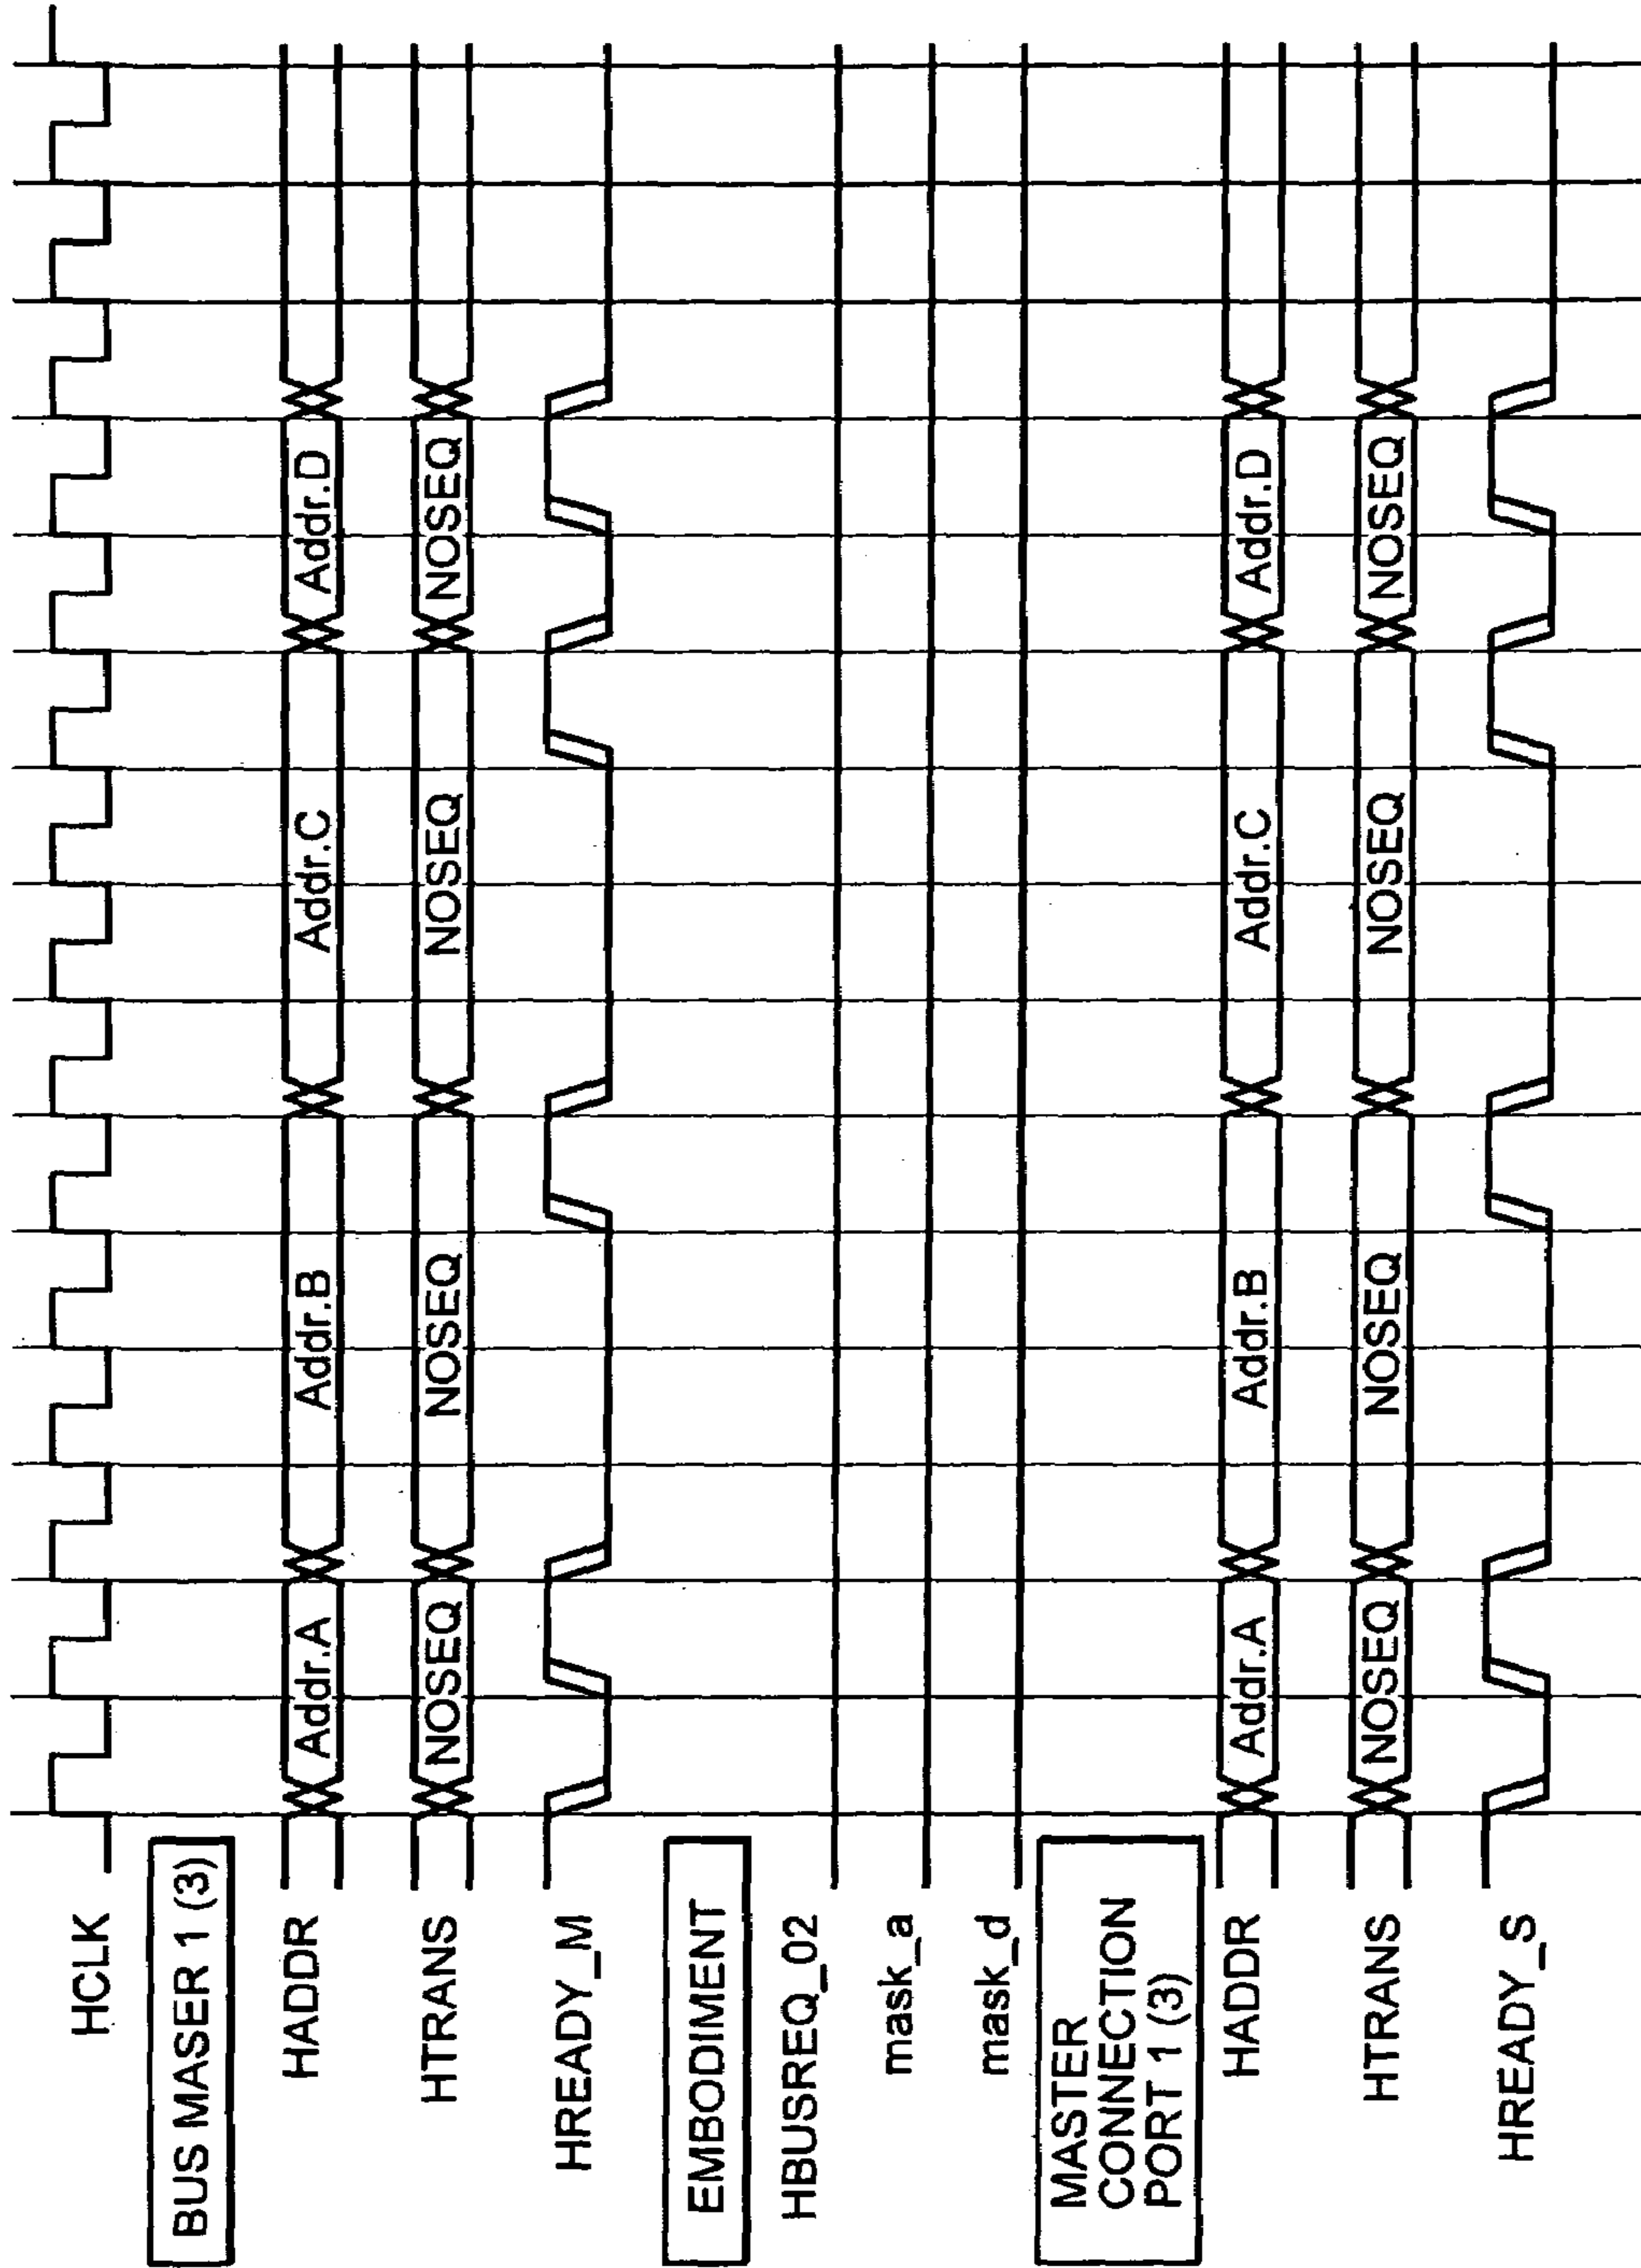 HCLK
BUS MASER 1 (3)
HADDR
Addr.A Addr.B Addr.C Addr.D
HTRANS
NOSEQ NOSEQ NOSEQ NOSEQ
HREADY_M
EMBODIMENT
HBUSREQ_02
mask_a
mask_d
MASTER
CONNECTION
PORT 1 (3)
HADDR
Addr.A Addr.B Addr.C Addr.D
HTRANS
NOSEQ NOSEQ NOSEQ NOSEQ
HREADY_S